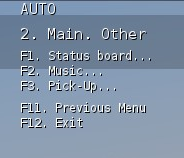 AUTO
2. Main. Other
F1. Status board...
F2. Music...
F3. Pick-Up...
F11. Previous Menu
F12. Exit